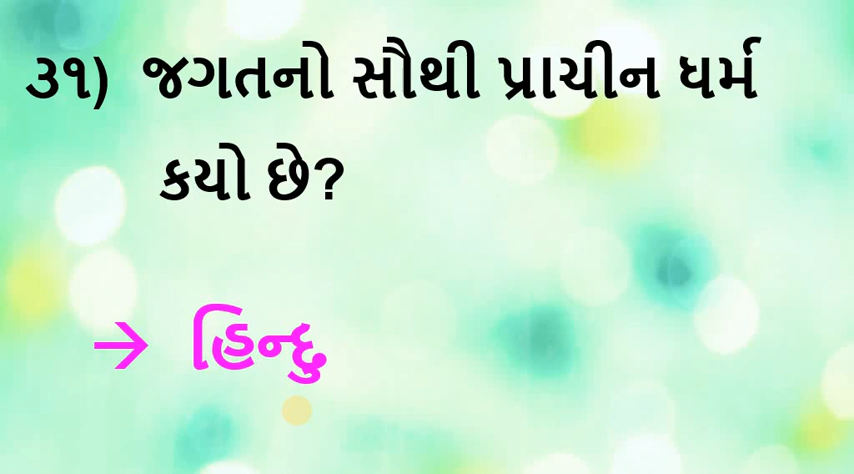 ૩૧) જગતનો સૌથી પ્રાચીન ધર્મ
કયો છે?
→ હિન્દુ